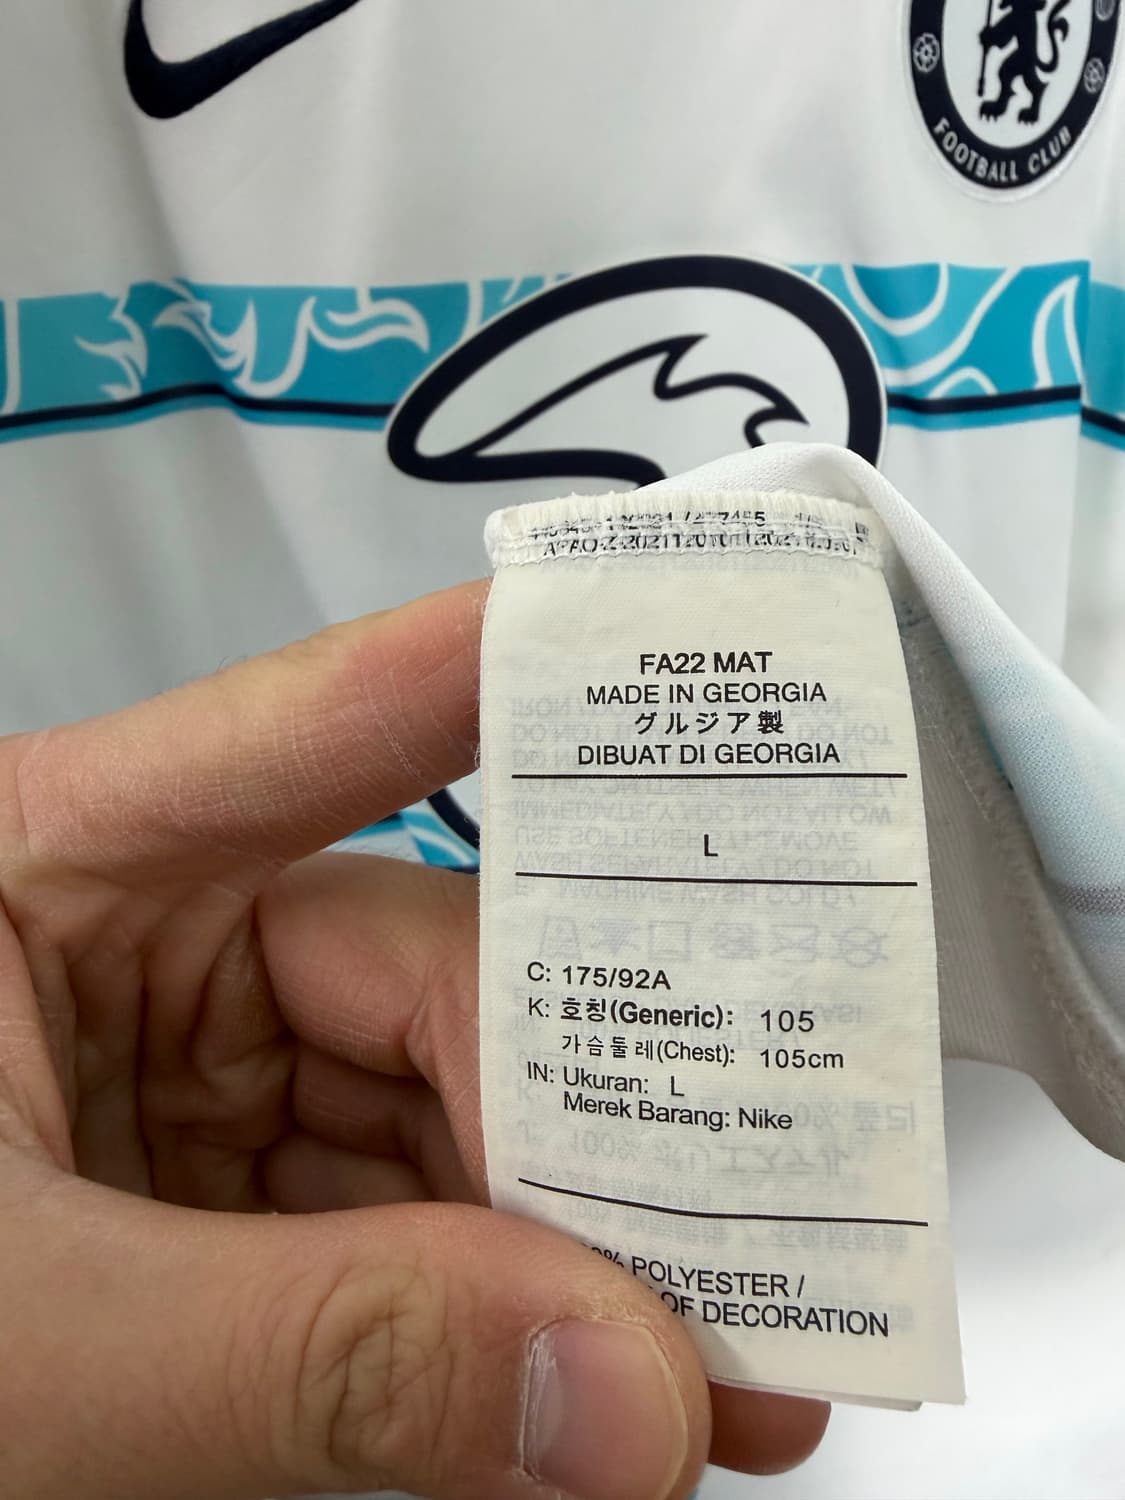 FOOTBALL CLUB
FA22 MAT
MADE IN GEORGIA
グルジア製
DIBUAT DI GEORGIA
L
C: 175/92A
K: 호칭(Generic): 105
가슴둘레(Chest): 105cm
IN: Ukuran: L
Merek Barang: Nike
POLYESTER /
OF DECORATION